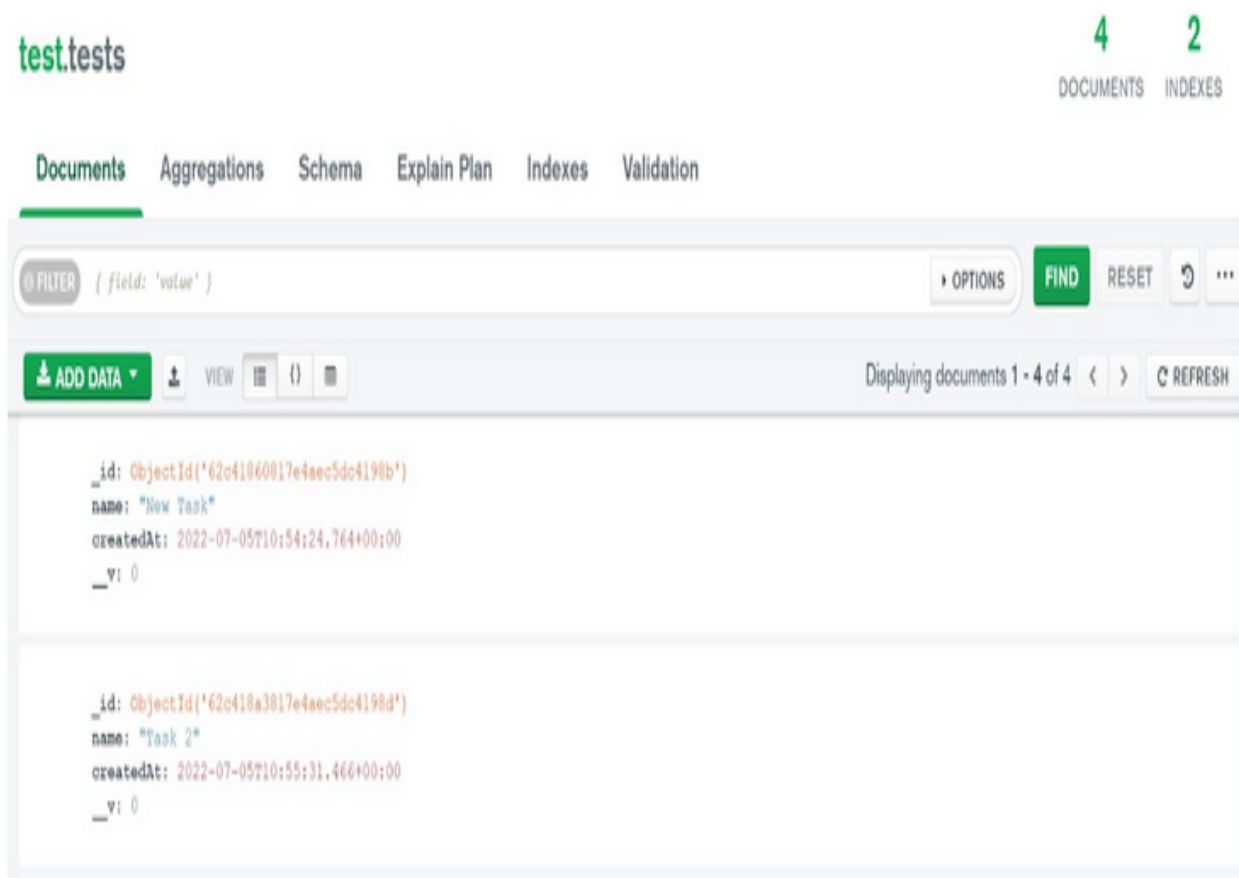 test.tests
4 2
DOCUMENTS INDEXES
Documents Aggregations Schema Explain Plan Indexes Validation
FILTER { field: 'value' } OPTIONS FIND RESET ...
ADD DATA VIEW {} Displaying documents 1 - 4 of 4 < > REFRESH
_id: ObjectId('62c41860817e4aec5dc4198b')
name: "New Task"
createdAt: 2022-07-05T10:54:24.764+00:00
__v: 0
_id: ObjectId('62c418a3817e4aec5dc4198d')
name: "Task 2"
createdAt: 2022-07-05T10:55:31.466+00:00
__v: 0